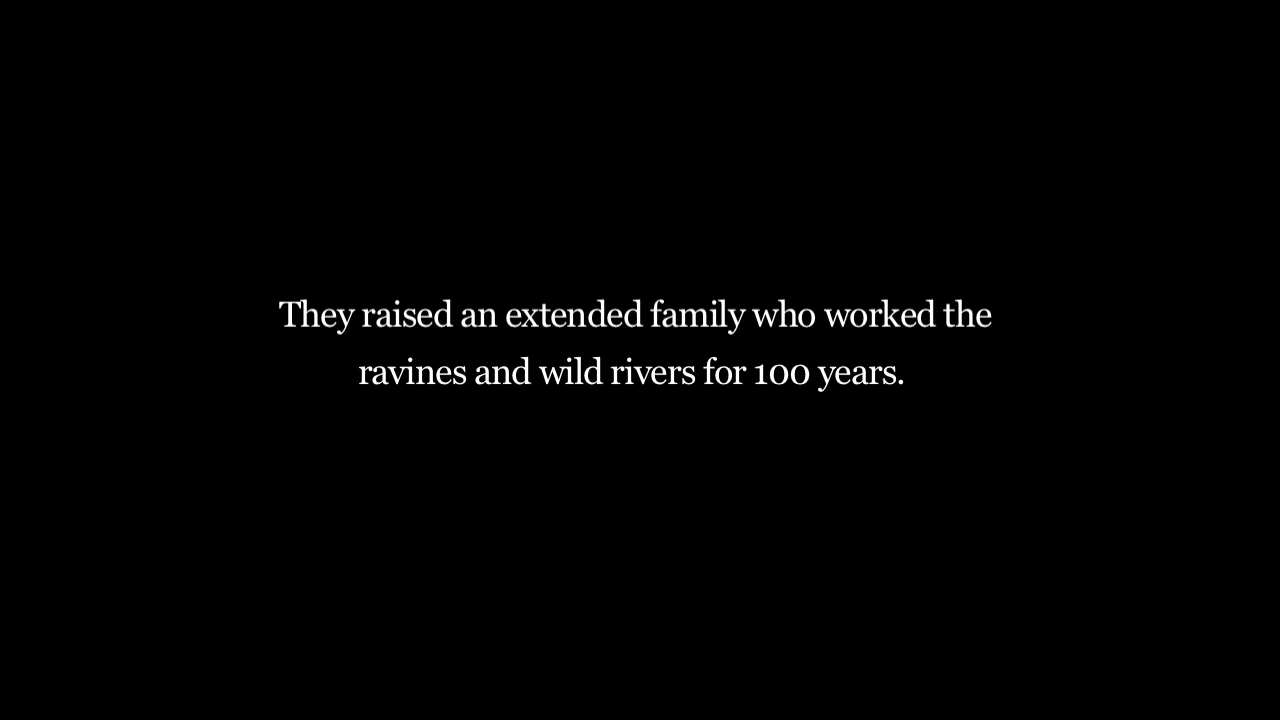 They raised an extended family who worked the
ravines and wild rivers for 100 years.